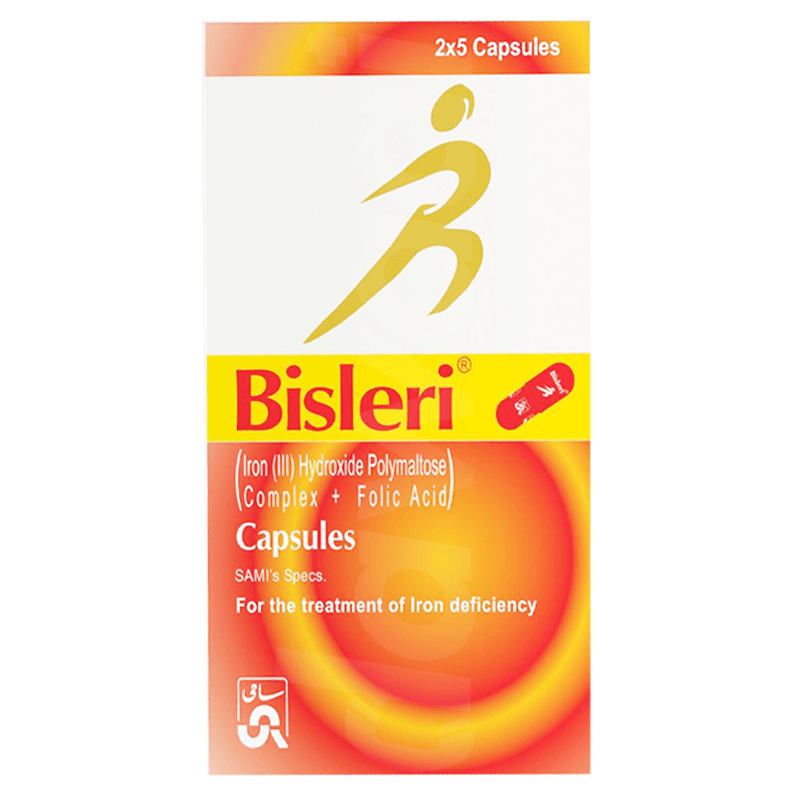 2x5 Capsules
Bisleri®
Bisleri
(Iron (III) Hydroxide Polymaltose
Complex + Folic Acid)
Capsules
SAMI's Specs.
For the treatment of Iron deficiency
سامی